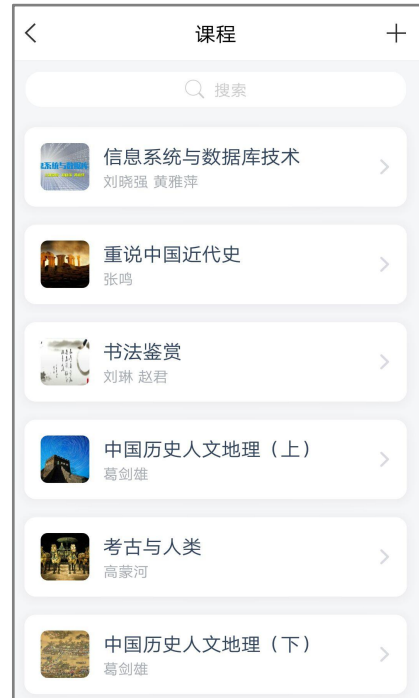 课程
搜索
信息系统与数据库技术
刘晓强 黄雅萍
重说中国近代史
张鸣
书法鉴赏
刘琳 赵君
中国历史人文地理（上）
葛剑雄
考古与人类
高蒙河
中国历史人文地理（下）
葛剑雄